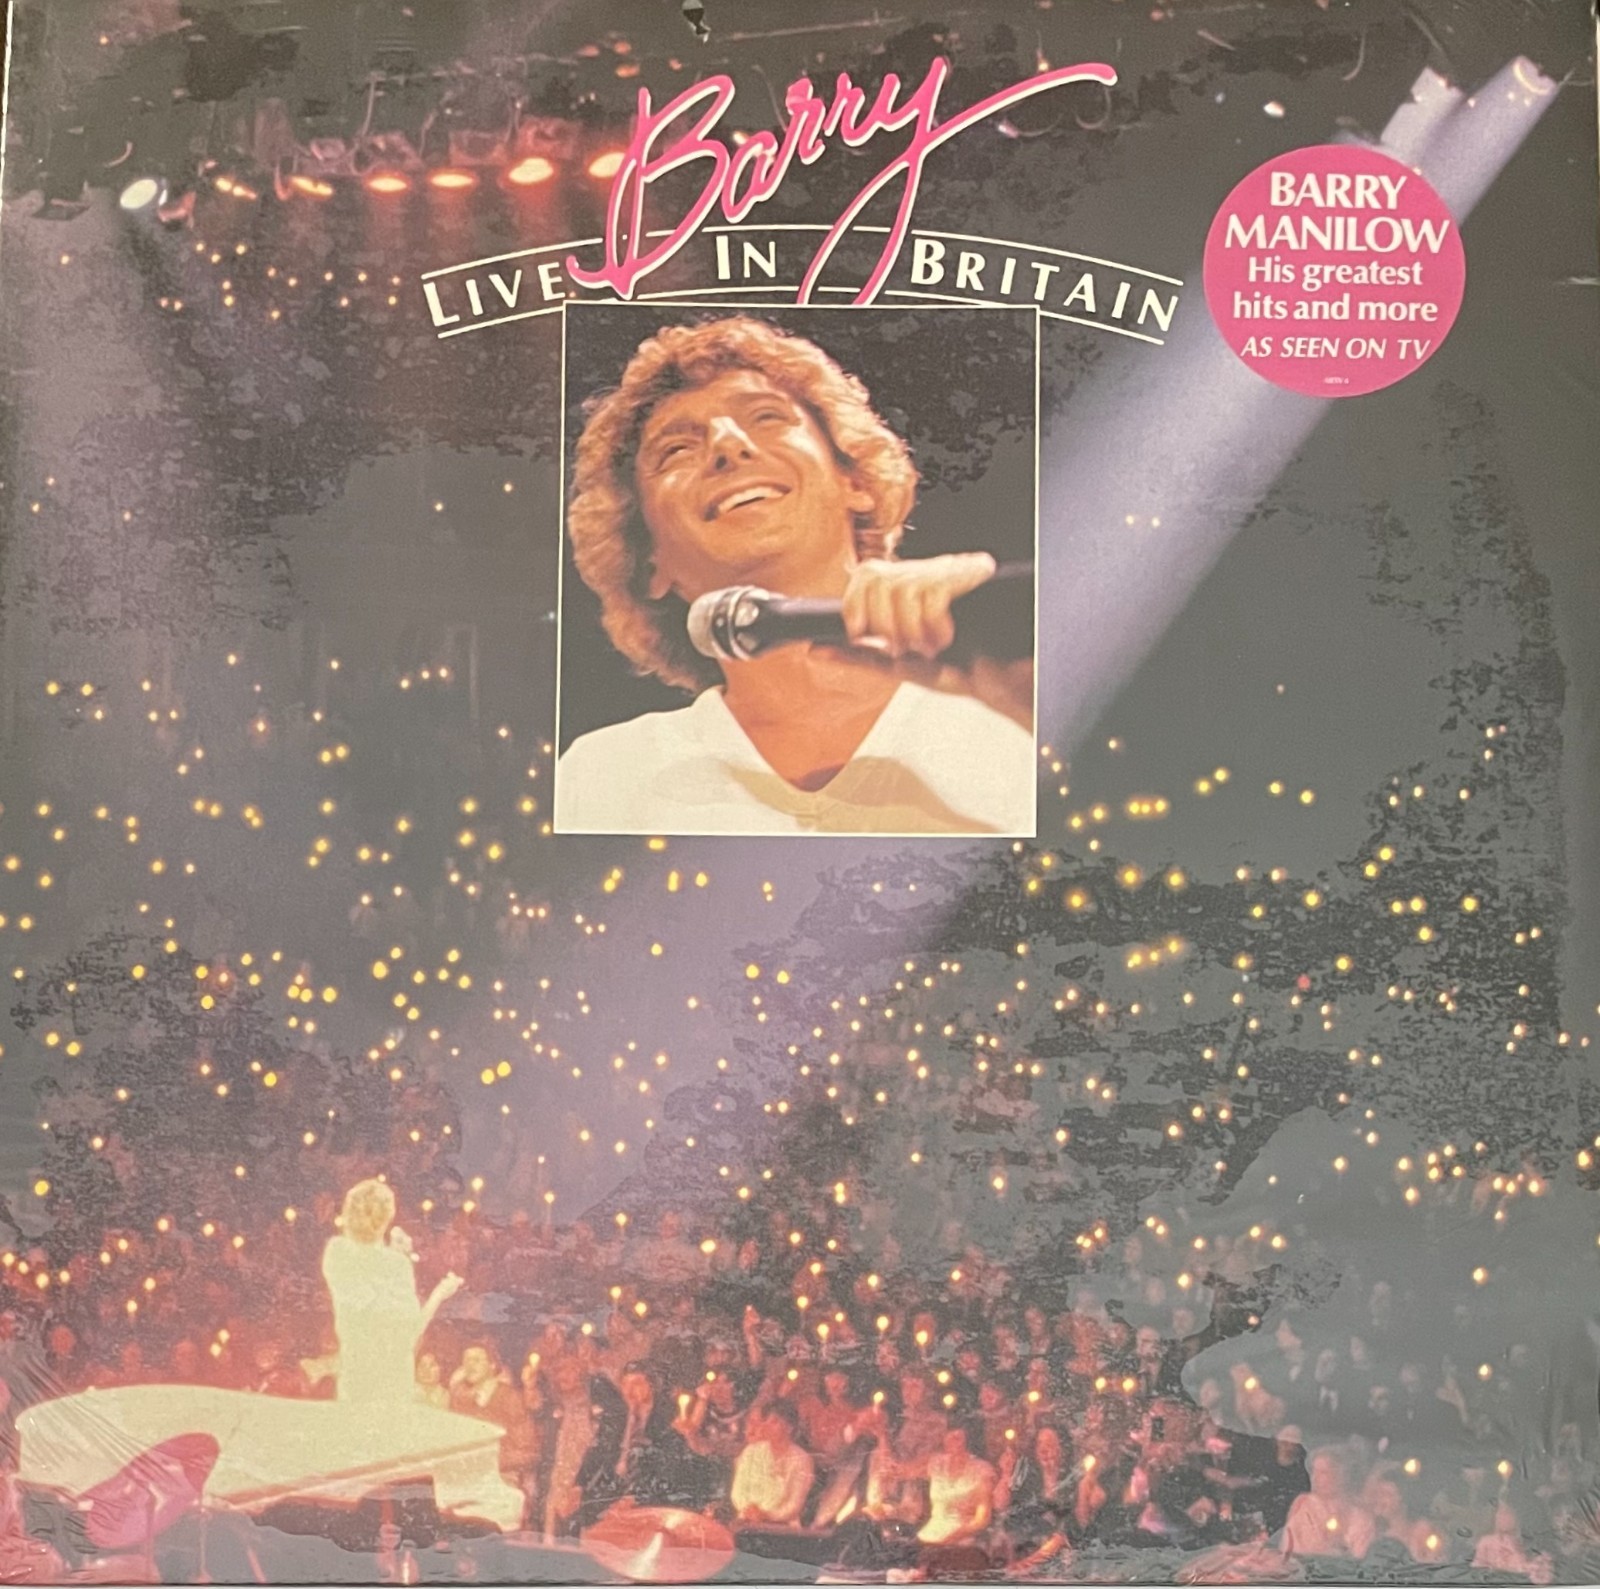 Barry
LIVE IN BRITAIN
BARRY
MANILOW
His greatest
hits and more
AS SEEN ON TV